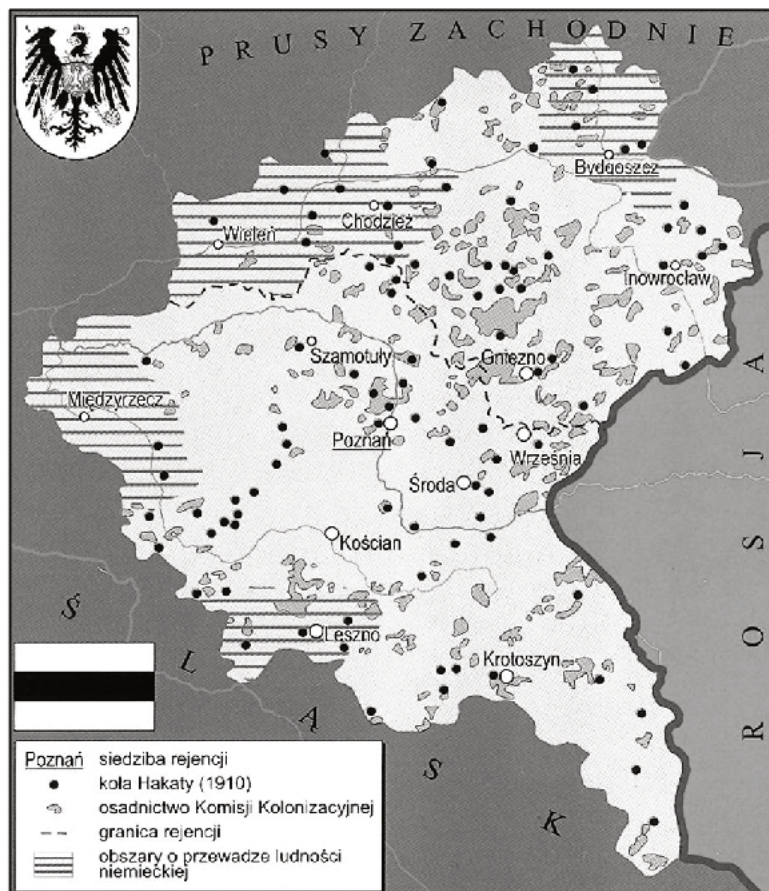 PRUSY ZACHODNIE
Bydgoszcz
Chodzież
Wieleń
Inowrocław
Szamotuły
Gniezno
Międzyrzecz
Poznań
Września
Środa
Kościan
Leszno
Krotoszyn
ŚLĄSK
ROSJA
Poznań siedziba rejencji
koła Hakaty (1910)
osadnictwo Komisji Kolonizacyjnej
granica rejencji
obszary o przewadze ludności
niemieckiej